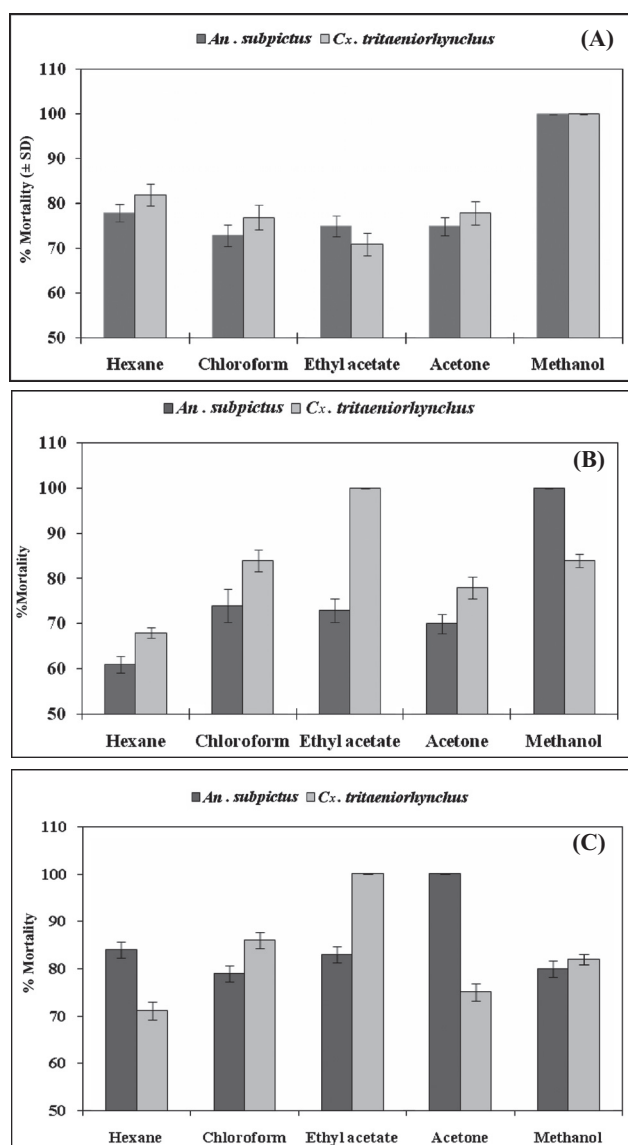 An. subpictus Cx. tritaeniorhynchus
(A)
110
100
90
80
70
60
50
% Mortality (± SD)
Hexane Chloroform Ethyl acetate Acetone Methanol
An. subpictus Cx. tritaeniorhynchus
(B)
110
100
90
80
70
60
50
%Mortality
Hexane Chloroform Ethyl acetate Acetone Methanol
An. subpictus Cx. tritaeniorhynchus
(C)
110
100
90
80
70
60
50
% Mortality
Hexane Chloroform Ethyl acetate Acetone Methanol